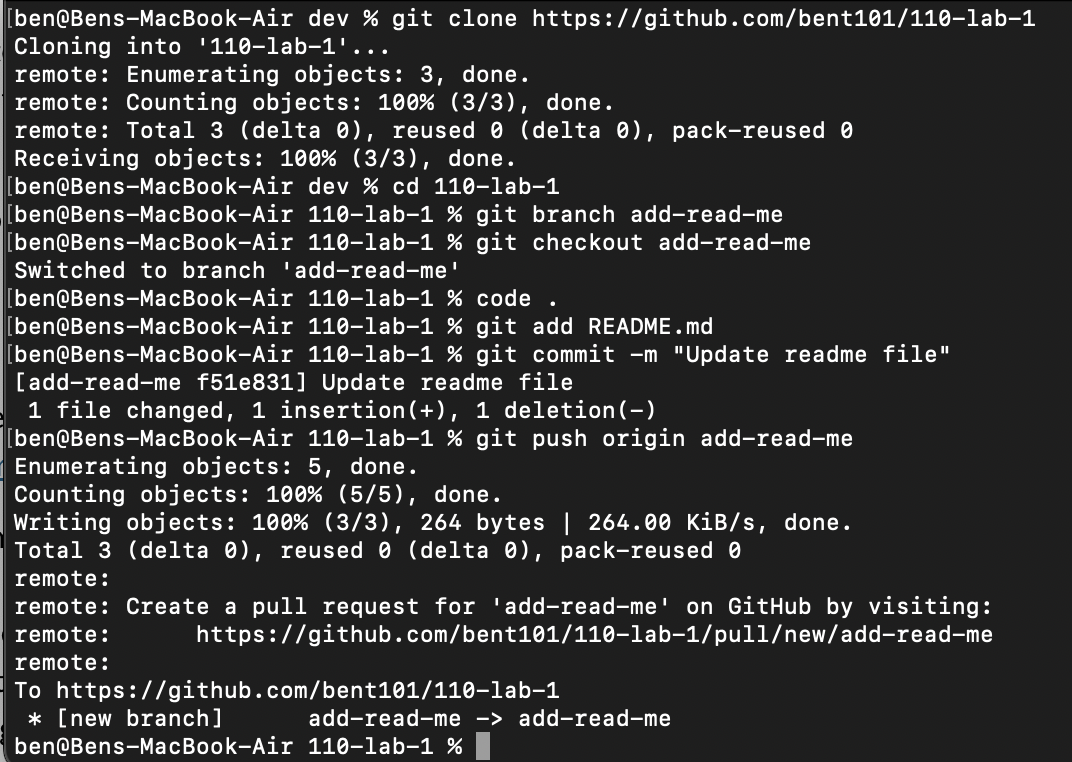 [ben@Bens-MacBook-Air dev % git clone https://github.com/bent101/110-lab-1
Cloning into '110-lab-1'...
remote: Enumerating objects: 3, done.
remote: Counting objects: 100% (3/3), done.
remote: Total 3 (delta 0), reused 0 (delta 0), pack-reused 0
Receiving objects: 100% (3/3), done.
[ben@Bens-MacBook-Air dev % cd 110-lab-1
[ben@Bens-MacBook-Air 110-lab-1 % git branch add-read-me
[ben@Bens-MacBook-Air 110-lab-1 % git checkout add-read-me
Switched to branch 'add-read-me'
[ben@Bens-MacBook-Air 110-lab-1 % code .
[ben@Bens-MacBook-Air 110-lab-1 % git add README.md
[ben@Bens-MacBook-Air 110-lab-1 % git commit -m "Update readme file"
[add-read-me f51e831] Update readme file
 1 file changed, 1 insertion(+), 1 deletion(-)
[ben@Bens-MacBook-Air 110-lab-1 % git push origin add-read-me
Enumerating objects: 5, done.
Counting objects: 100% (5/5), done.
Writing objects: 100% (3/3), 264 bytes | 264.00 KiB/s, done.
Total 3 (delta 0), reused 0 (delta 0), pack-reused 0
remote:
remote: Create a pull request for 'add-read-me' on GitHub by visiting:
remote:      https://github.com/bent101/110-lab-1/pull/new/add-read-me
remote:
To https://github.com/bent101/110-lab-1
 * [new branch]      add-read-me -> add-read-me
ben@Bens-MacBook-Air 110-lab-1 %